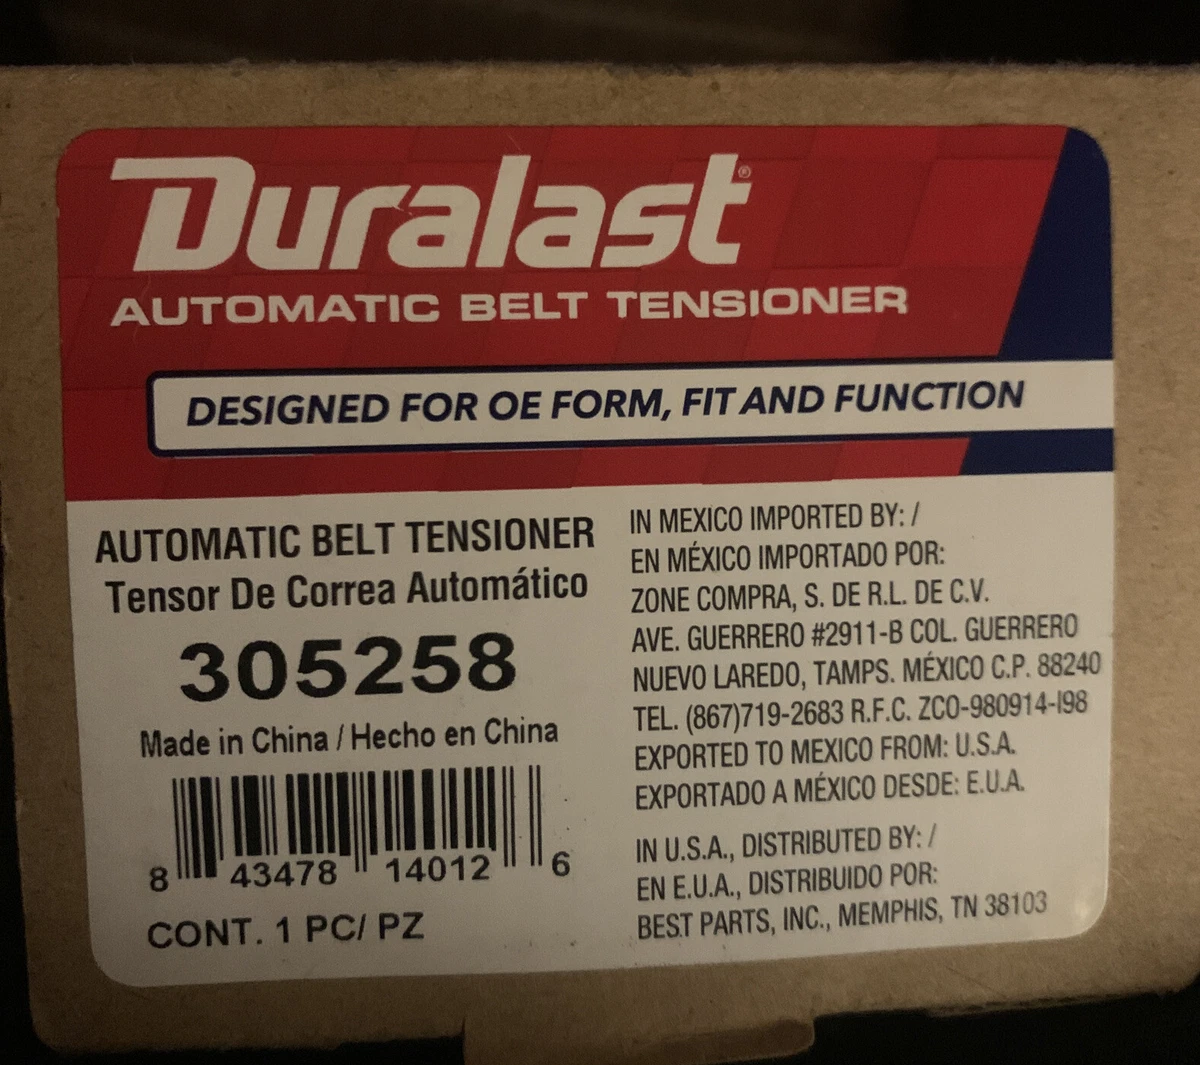 Duralast®
AUTOMATIC BELT TENSIONER
DESIGNED FOR OE FORM, FIT AND FUNCTION
AUTOMATIC BELT TENSIONER
Tensor De Correa Automático
305258
Made in China / Hecho en China
8 43478 14012 6
CONT. 1 PC/ PZ
IN MEXICO IMPORTED BY: /
EN MÉXICO IMPORTADO POR:
ZONE COMPRA, S. DE R.L. DE C.V.
AVE. GUERRERO #2911-B COL. GUERRERO
NUEVO LAREDO, TAMPS. MÉXICO C.P. 88240
TEL. (867)719-2683 R.F.C. ZCO-980914-I98
EXPORTED TO MEXICO FROM: U.S.A.
EXPORTADO A MÉXICO DESDE: E.U.A.
IN U.S.A., DISTRIBUTED BY: /
EN E.U.A., DISTRIBUIDO POR:
BEST PARTS, INC., MEMPHIS, TN 38103